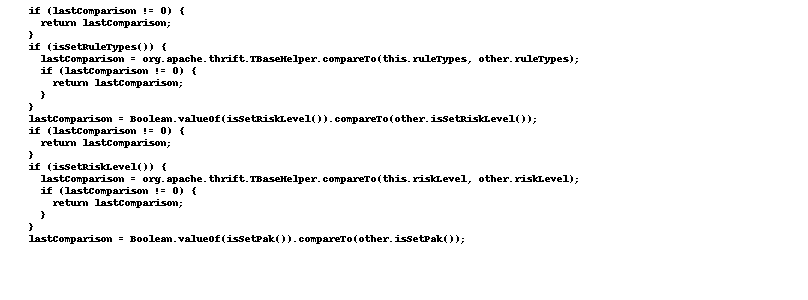 if (lastComparison != 0) {
return lastComparison;
}
if (isSetRuleTypes()) {
lastComparison = org.apache.thrift.TBaseHelper.compareTo(this.ruleTypes, other.ruleTypes);
if (lastComparison != 0) {
return lastComparison;
}
}
lastComparison = Boolean.valueOf(isSetRiskLevel()).compareTo(other.isSetRiskLevel());
if (lastComparison != 0) {
return lastComparison;
}
if (isSetRiskLevel()) {
lastComparison = org.apache.thrift.TBaseHelper.compareTo(this.riskLevel, other.riskLevel);
if (lastComparison != 0) {
return lastComparison;
}
}
lastComparison = Boolean.valueOf(isSetPak()).compareTo(other.isSetPak());